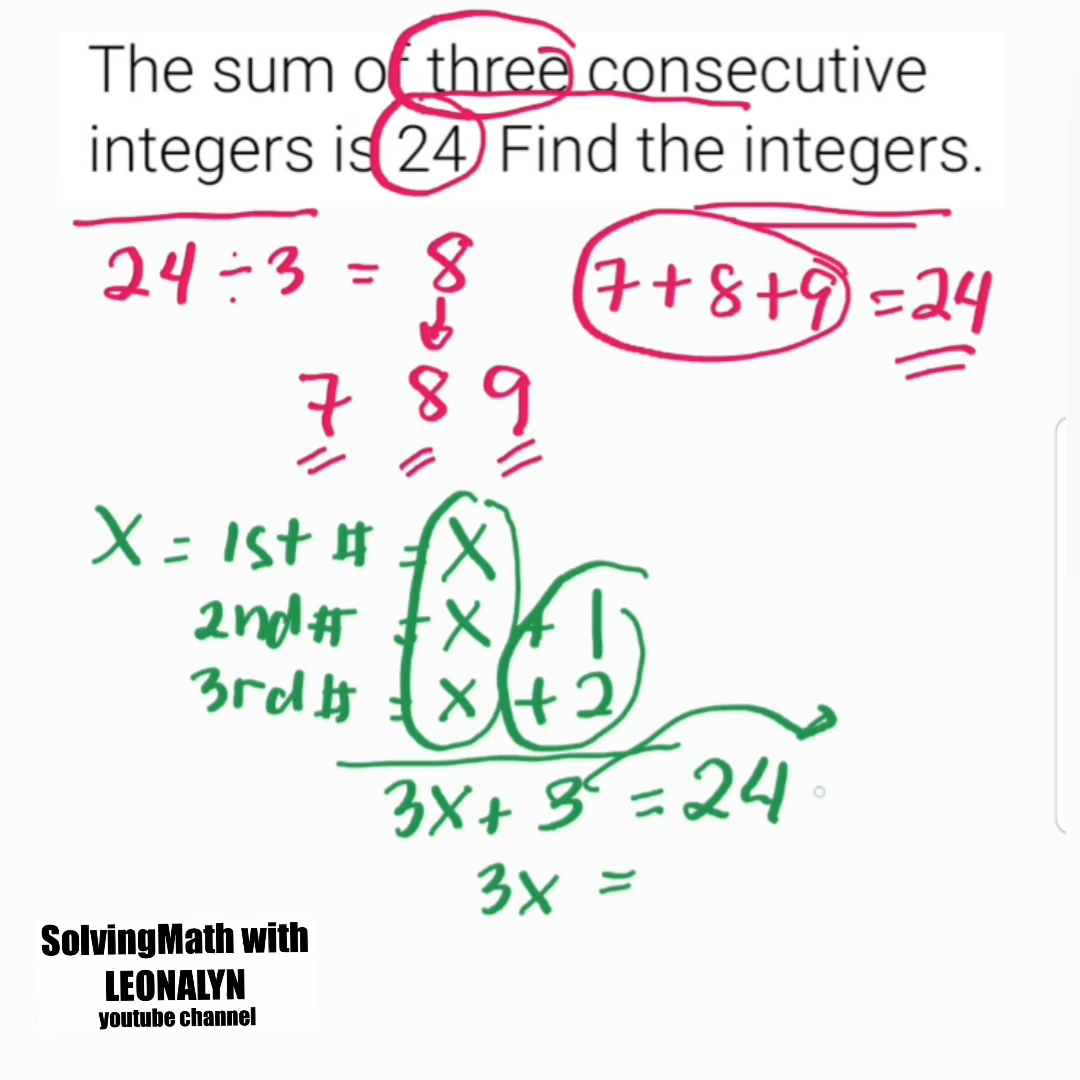 The sum of three consecutive
integers is 24 Find the integers.
24 ÷ 3 = 8
7+8+9 = 24
7 8 9
X = 1st # = X
2nd # = X + 1
3rd # = X + 2
3X + 3 = 24
3X =
SolvingMath with
LEONALYN
youtube channel